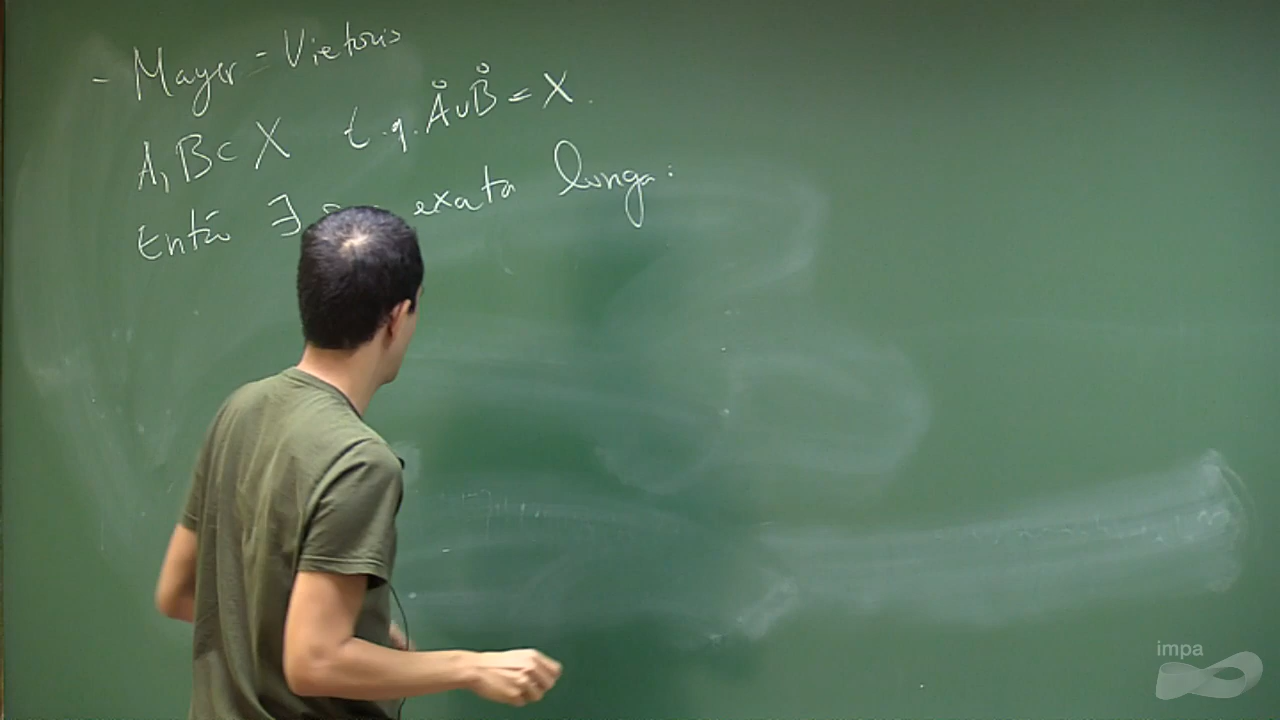 - Mayer-Vietoris
A, B ⊂ X t.q. Å ∪ B̊ = X.
Então ∃ exata longa:
impa